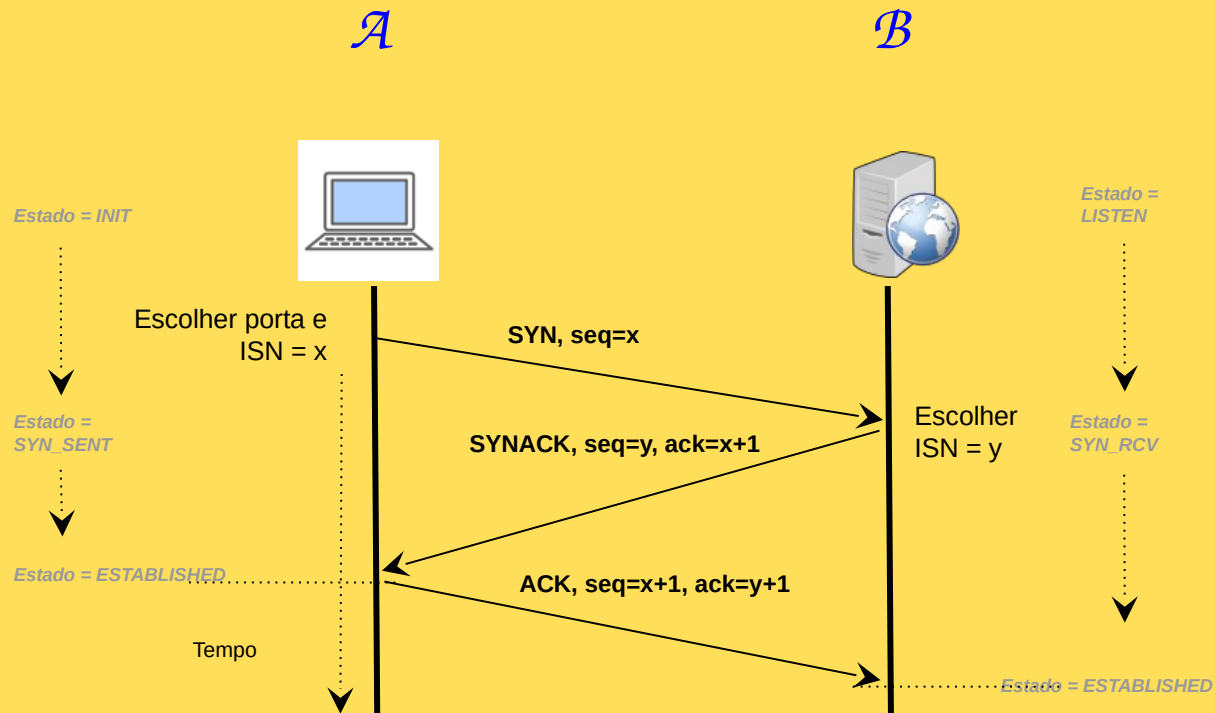 A
B
Estado = INIT
Estado =
LISTEN
Escolher porta e
ISN = x
SYN, seq=x
Estado =
SYN_SENT
SYNACK, seq=y, ack=x+1
Escolher
ISN = y
Estado =
SYN_RCV
Estado = ESTABLISHED
ACK, seq=x+1, ack=y+1
Tempo
Estado = ESTABLISHED